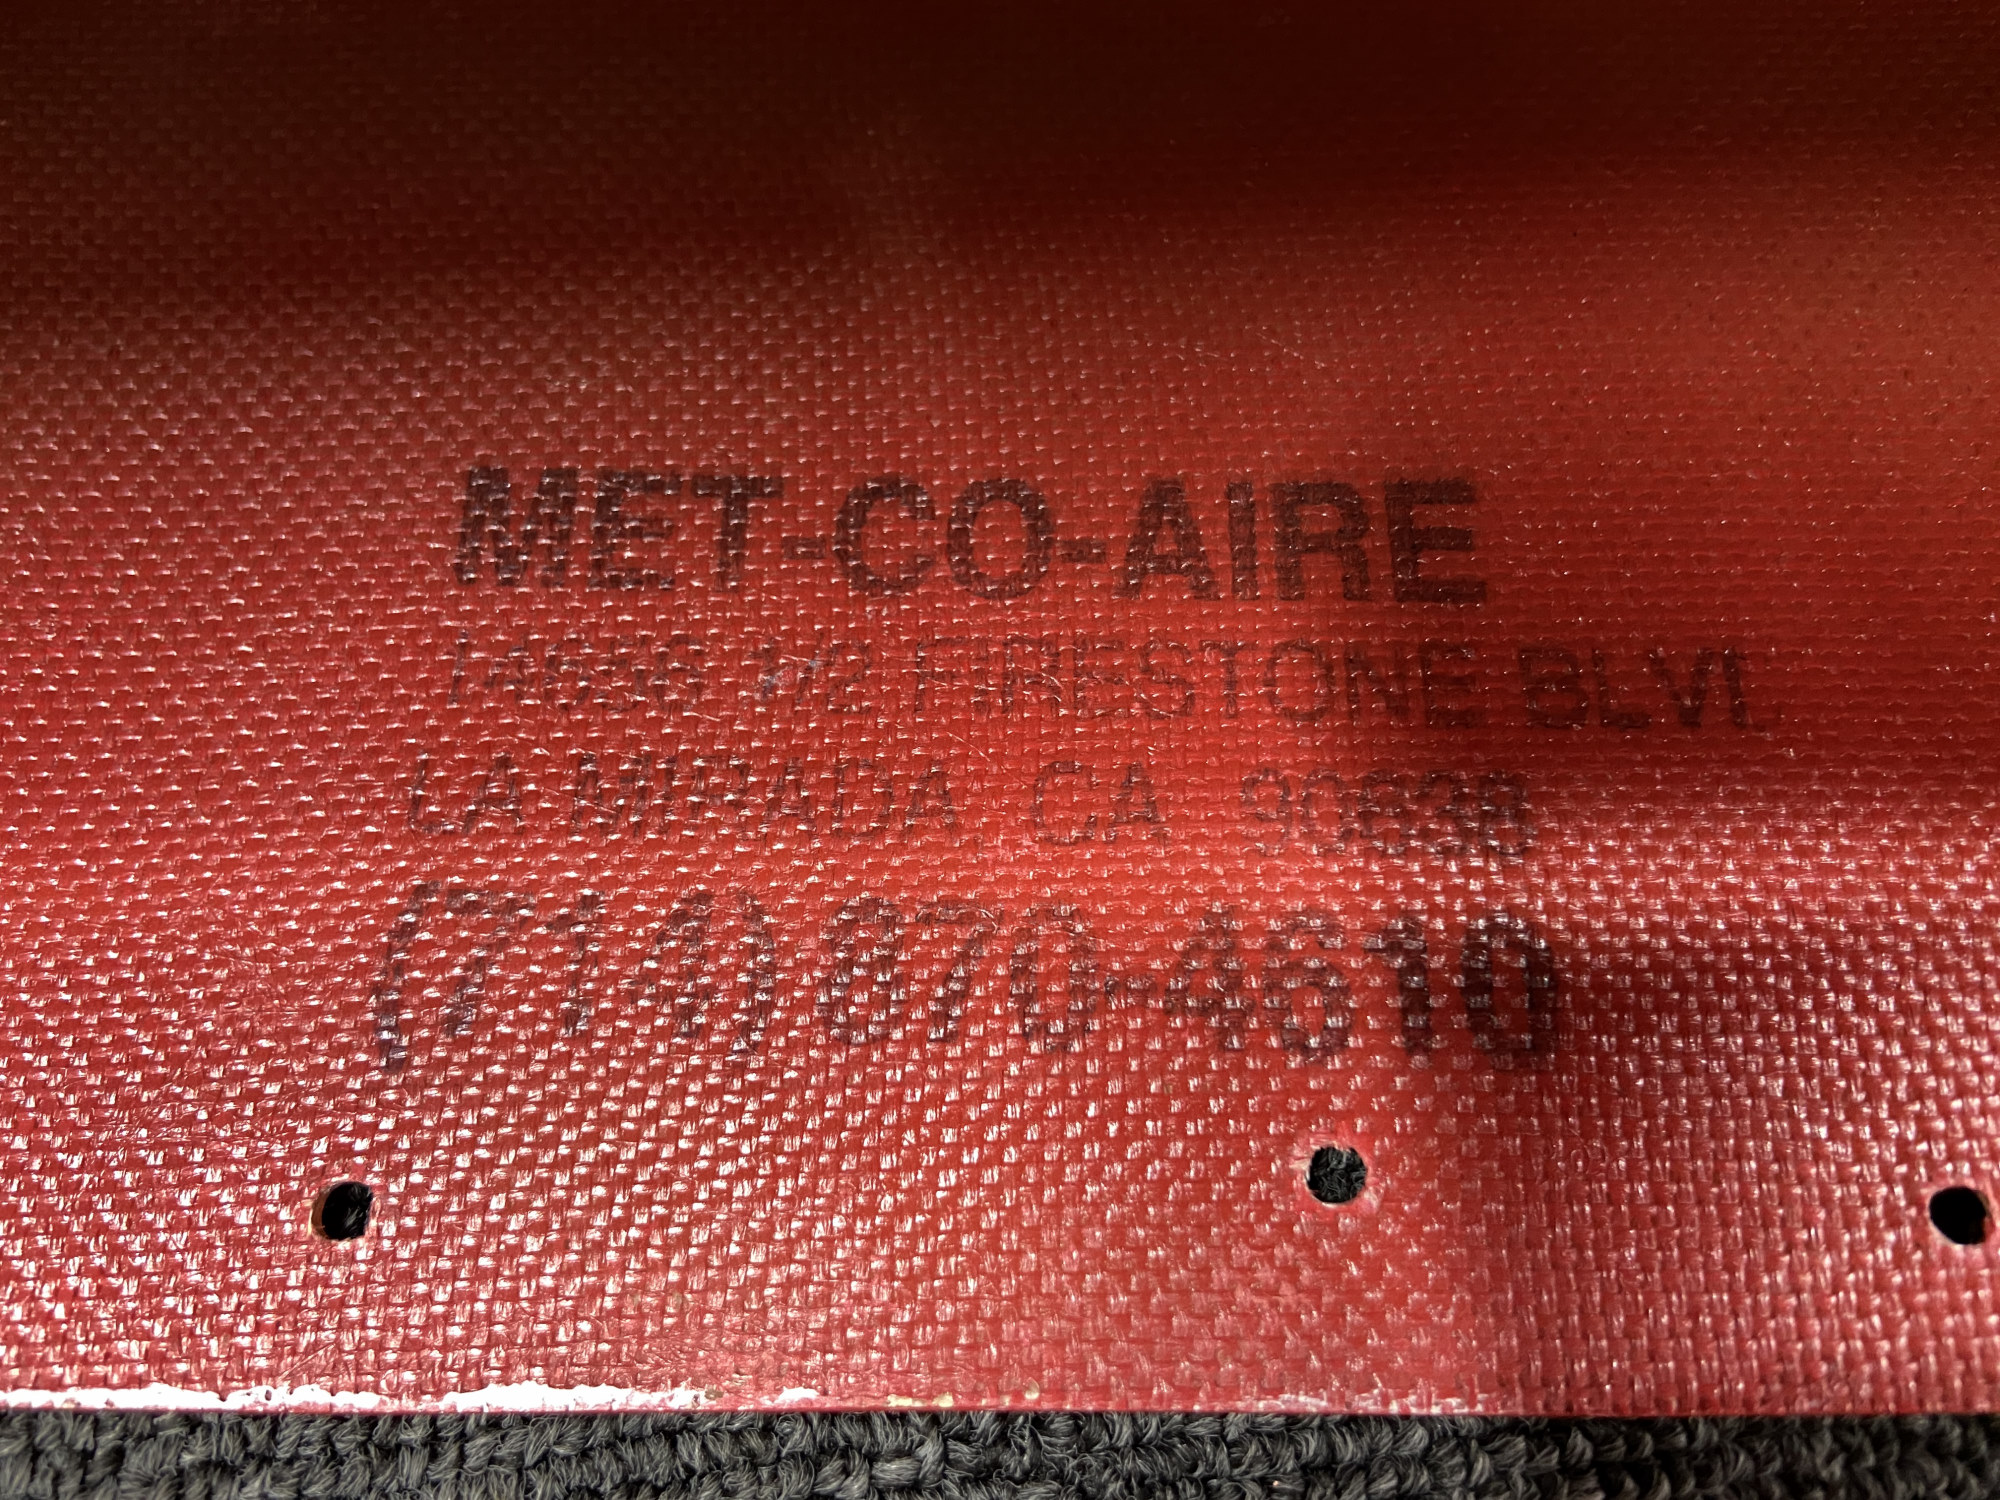 MET-CO-AIRE
14656 1/2 FIRESTONE BLVD
LA MIRADA CA 90638
(714) 870-4610